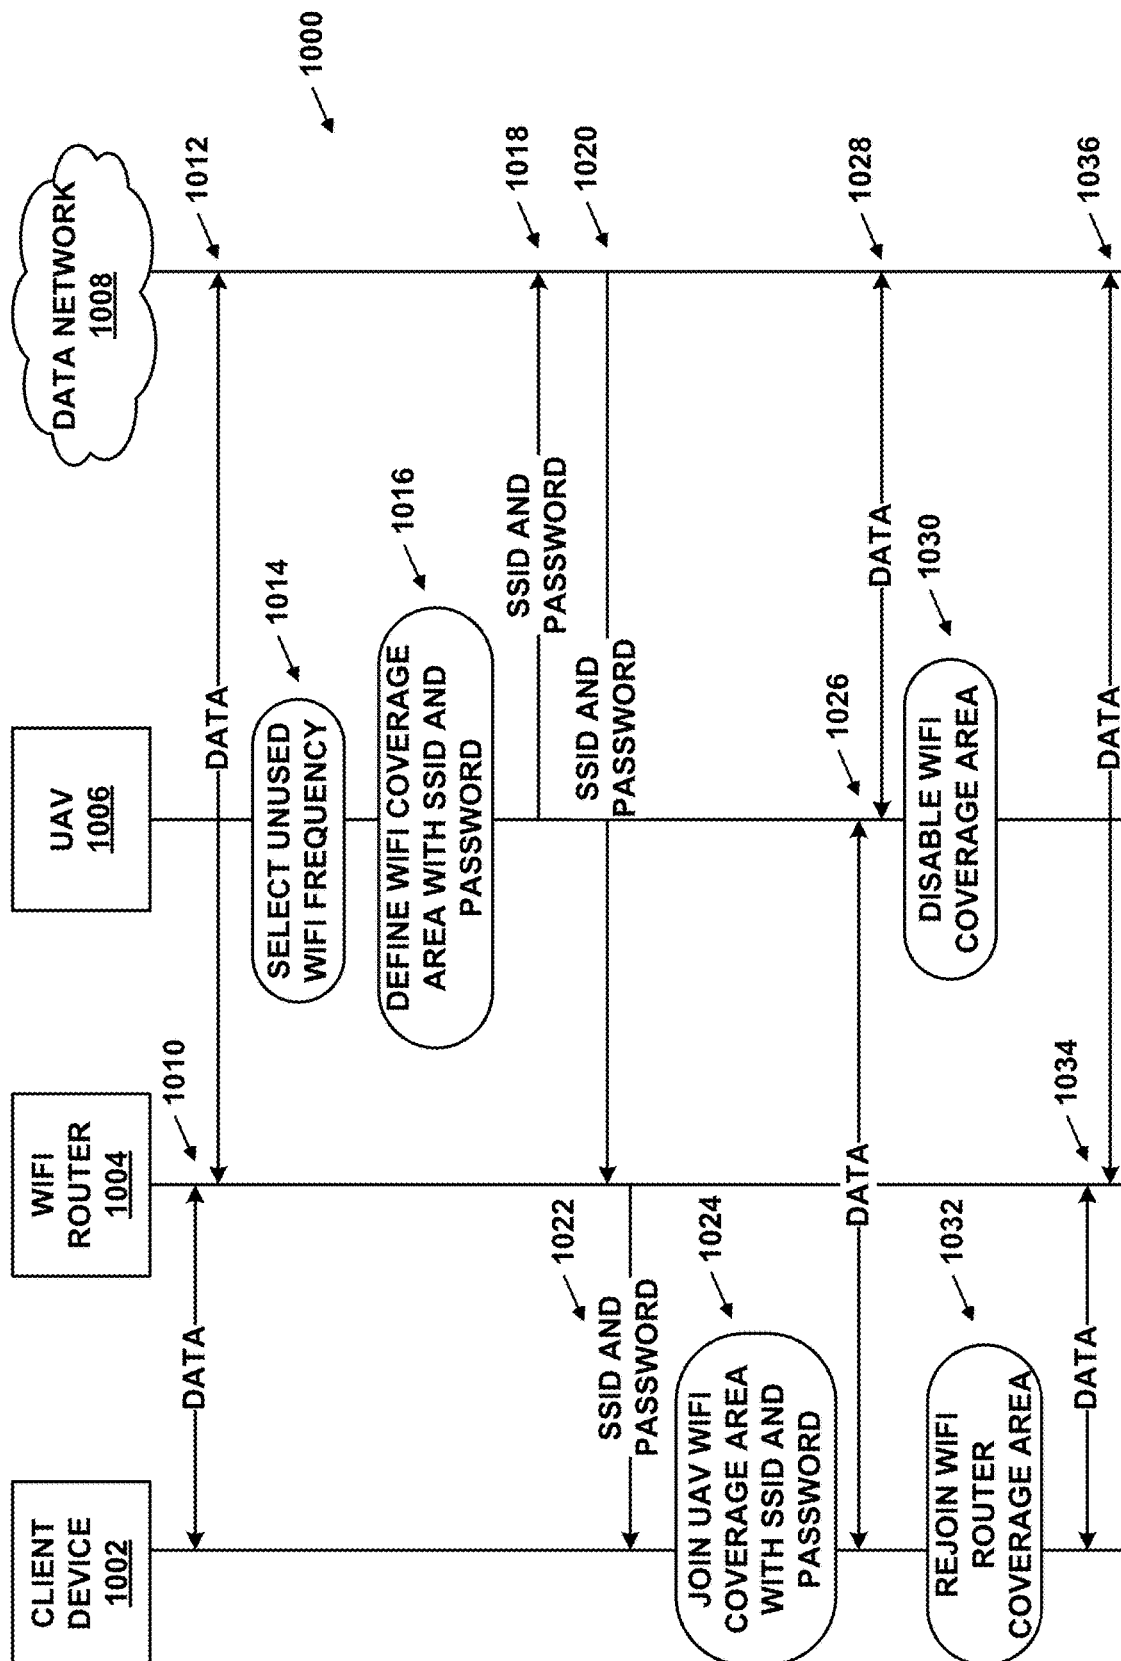 CLIENT
DEVICE
1002
WIFI
ROUTER
1004
UAV
1006
DATA NETWORK
1008
1000
DATA
1010
DATA
1012
SELECT UNUSED
WIFI FREQUENCY
1014
DEFINE WIFI COVERAGE
AREA WITH SSID AND
PASSWORD
1016
SSID AND
PASSWORD
1018
SSID AND
PASSWORD
1020
SSID AND
PASSWORD
1022
JOIN UAV WIFI
COVERAGE AREA
WITH SSID AND
PASSWORD
1024
DATA
1026
DATA
1028
DISABLE WIFI
COVERAGE AREA
1030
REJOIN WIFI
ROUTER
COVERAGE AREA
1032
DATA
1034
DATA
1036